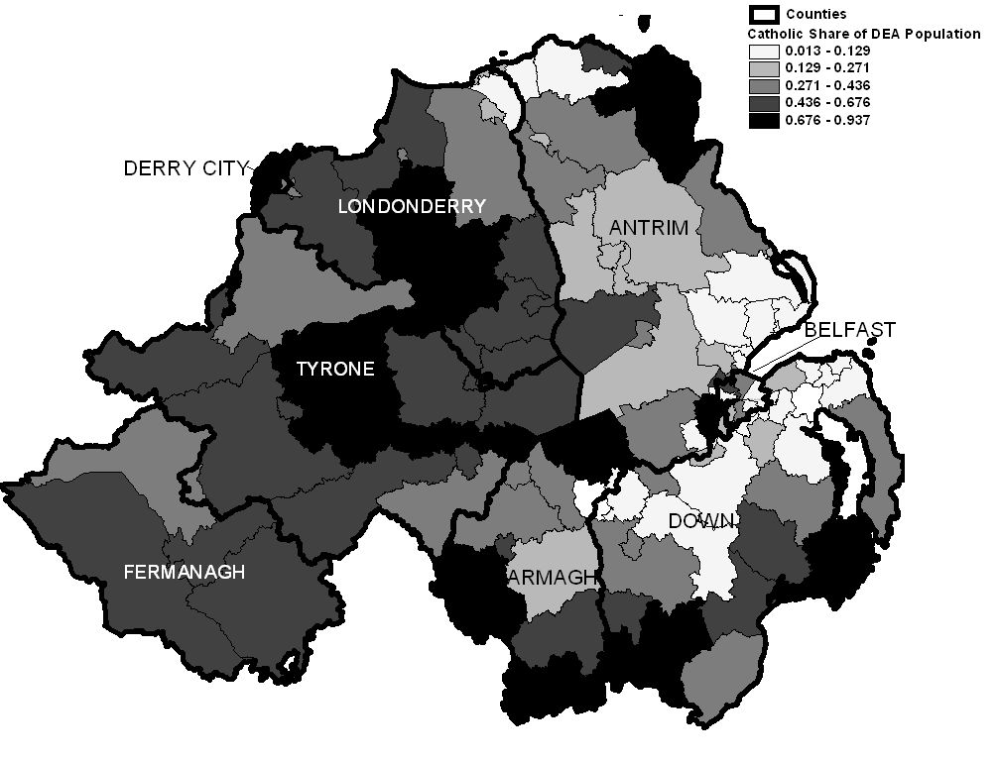 Counties
Catholic Share of DEA Population
0.013 - 0.129
0.129 - 0.271
0.271 - 0.436
0.436 - 0.676
0.676 - 0.937
DERRY CITY
LONDONDERRY
ANTRIM
BELFAST
TYRONE
DOWN
FERMANAGH
ARMAGH